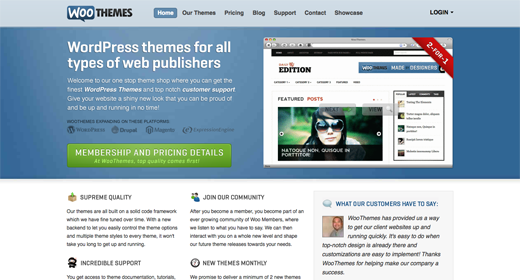 WOOTHEMES
Home Our Themes Pricing Blog Support Contact Showcase LOGIN
WordPress themes for all
types of web publishers
Welcome to our one stop theme shop where you can get the
finest WordPress Themes and top notch customer support
Give your website a shiny new look that you can be proud of
and be up and running in no time!
WOOTHEMES EXPANDING ON THESE PLATFORMS:
WordPress Drupal Magento ExpressionEngine
MEMBERSHIP AND PRICING DETAILS
At WooThemes, top quality comes first!
2-for-1
EDITION
WOOTHEMES MADE BY DESIGNERS
FEATURED POSTS
VIEW
NATOQUE NON, QUISQUE IN
PORTTITOR
SUPREME QUALITY
Our themes are all built on a solid code framework
which we have fine tuned over time. With a new
backend to let you easily control the theme options
and multiple theme styles to every theme, it won't
take you long to get up and running.
JOIN OUR COMMUNITY
After you become a member, you become part of an
ever growing community of Woo Members, where
we listen to what you have to say. We can then
interact with you on a whole new level and shape
our future theme releases towards your needs.
WHAT OUR CUSTOMERS HAVE TO SAY:
WooThemes has provided us a way
to get our client websites up and
running quickly. It's easy to do when
top-notch design is already there and
customizations are easy to implement! Thanks
WooThemes for helping make our company a
success.
INCREDIBLE SUPPORT
You get access to theme documentation, tutorials,
NEW THEMES MONTHLY
We promise to deliver a minimum of 2 new themes